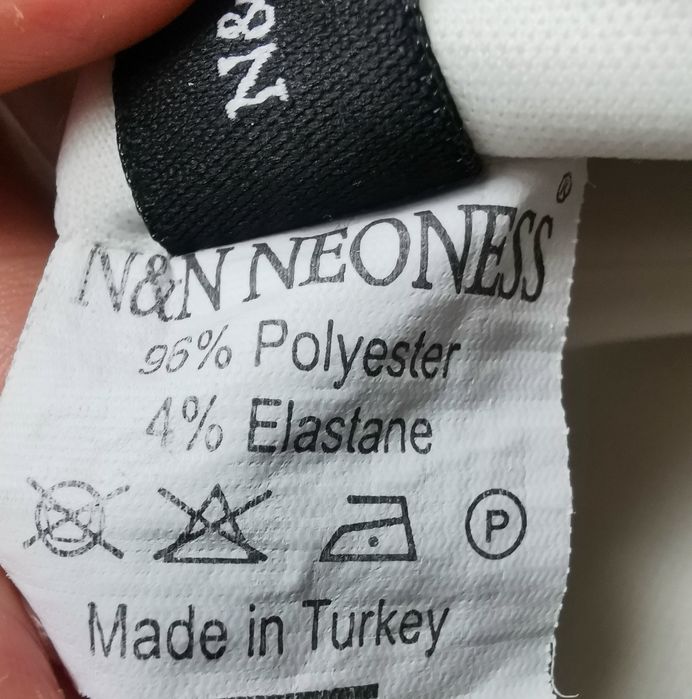 N&
N&N NEONESS®
96% Polyester
4% Elastane
P
Made in Turkey